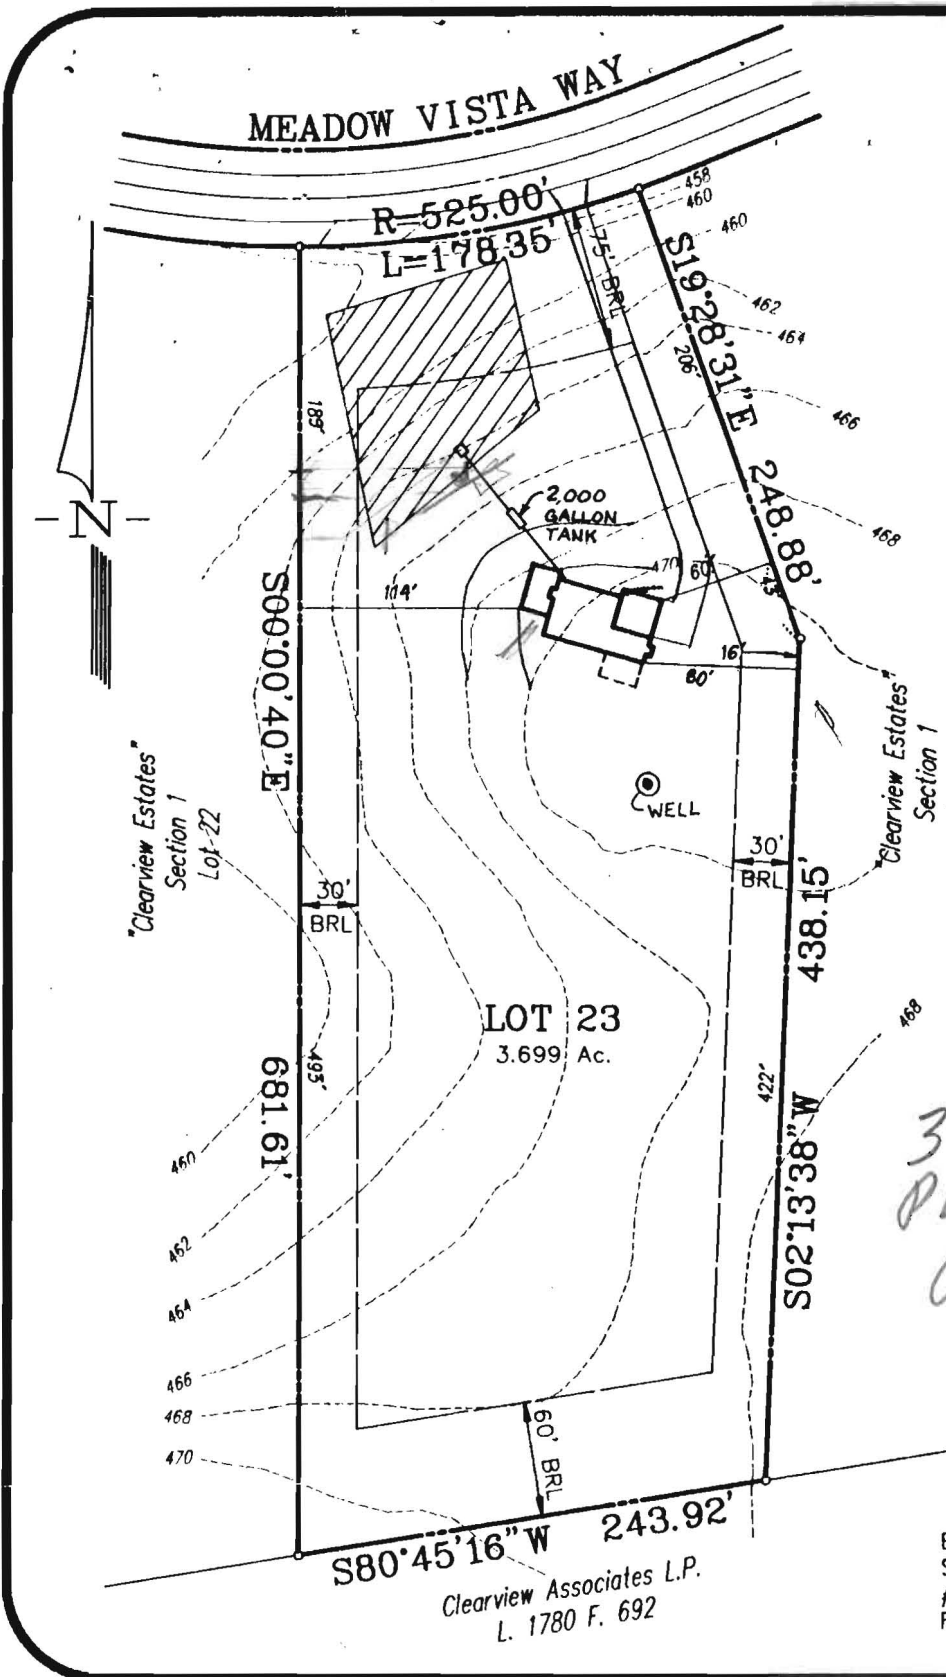 MEADOW VISTA WAY
R=525.00'
L=178.35'
458
460
460
462
464
466
468
75' BRL
S19°28'31"E 248.88'
206'
43'
189'
2,000
GALLON
TANK
470
60'
114'
16'
60'
-N-
S00°00'40"E 681.61'
493'
"Clearview Estates"
Section 1
Lot 22
"Clearview Estates"
Section 1
WELL
30'
BRL
30'
BRL
LOT 23
3.699 Ac.
S02°13'38"W 438.15'
422'
468
460
462
464
466
468
470
60' BRL
S80°45'16"W 243.92'
Clearview Associates L.P.
L. 1780 F. 692